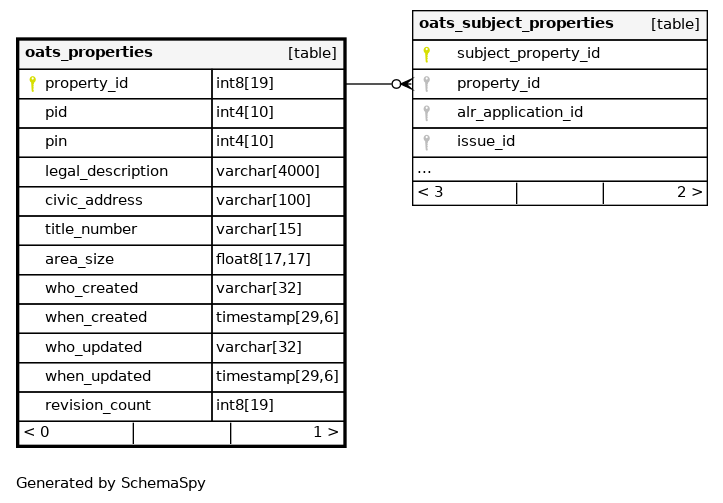 oats_properties [table]
property_id int8[19]
pid int4[10]
pin int4[10]
legal_description varchar[4000]
civic_address varchar[100]
title_number varchar[15]
area_size float8[17,17]
who_created varchar[32]
when_created timestamp[29,6]
who_updated varchar[32]
when_updated timestamp[29,6]
revision_count int8[19]
< 0 1 >
oats_subject_properties [table]
subject_property_id
property_id
alr_application_id
issue_id
...
< 3 2 >
Generated by SchemaSpy